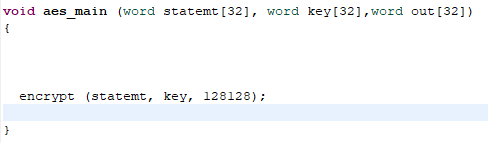 void aes_main (word statemt[32], word key[32],word out[32])
{
encrypt (statemt, key, 128128);
}